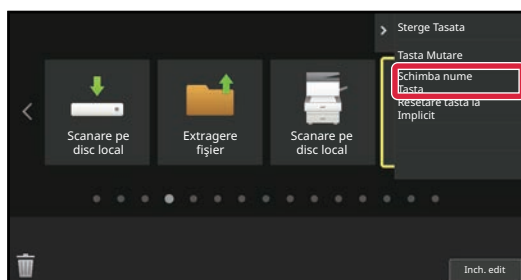 Sterge Tasata
Tasta Mutare
Schimba nume
Tasta
Resetare tasta la
Implicit
Scanare pe
disc local
Extragere
fișier
Scanare pe
disc local
Inch. edit